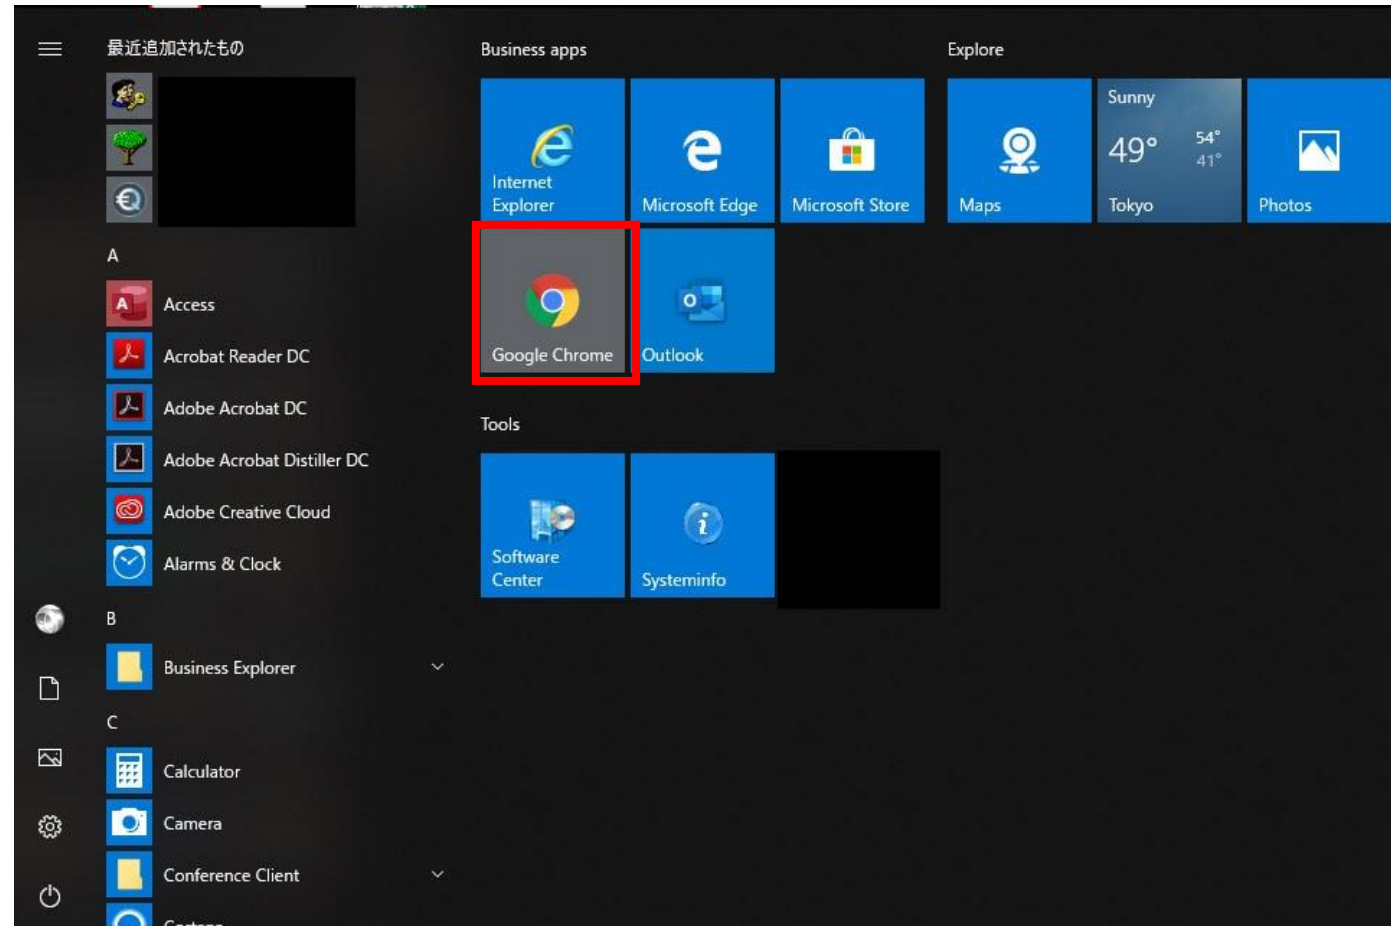 最近追加されたもの
A
Access
Acrobat Reader DC
Adobe Acrobat DC
Adobe Acrobat Distiller DC
Adobe Creative Cloud
Alarms & Clock
B
Business Explorer
C
Calculator
Camera
Conference Client
Business apps
Internet
Explorer
Microsoft Edge
Microsoft Store
Google Chrome
Outlook
Tools
Software
Center
Systeminfo
Explore
Maps
Sunny
49°
54°
41°
Tokyo
Photos